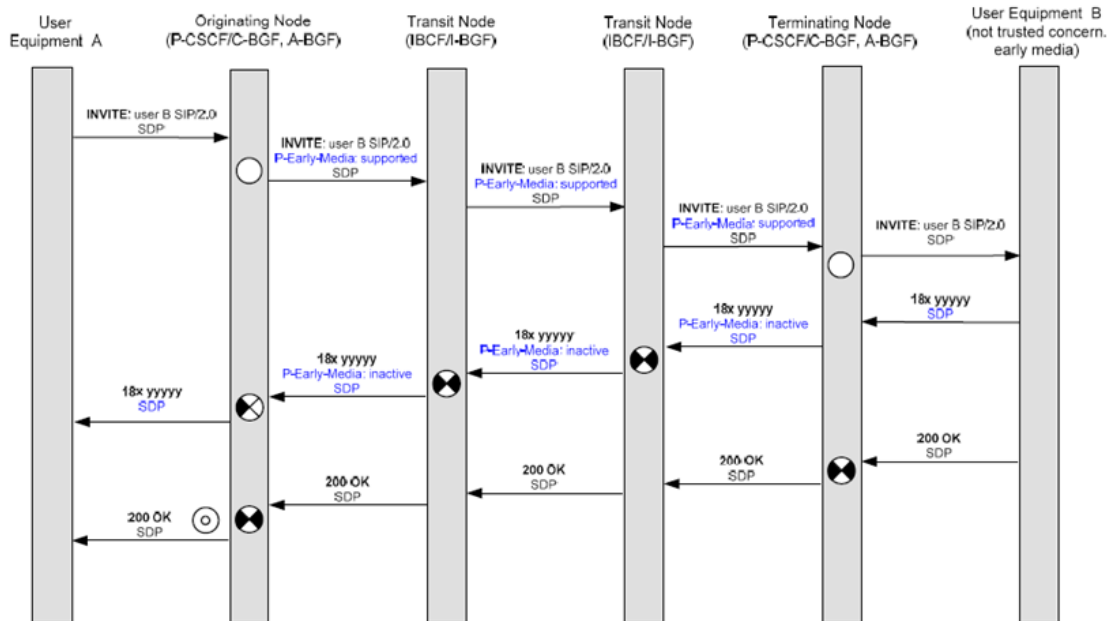 User
Equipment A
Originating Node
(P-CSCF/C-BGF, A-BGF)
Transit Node
(IBCF/I-BGF)
Transit Node
(IBCF/I-BGF)
Terminating Node
(P-CSCF/C-BGF, A-BGF)
User Equipment B
(not trusted concern.
early media)
INVITE: user B SIP/2.0
SDP
INVITE: user B SIP/2.0
P-Early-Media: supported
SDP
INVITE: user B SIP/2.0
P-Early-Media: supported
SDP
INVITE: user B SIP/2.0
P-Early-Media: supported
SDP
INVITE: user B SIP/2.0
SDP
18x yyyyy
SDP
18x yyyyy
P-Early-Media: inactive
SDP
18x yyyyy
P-Early-Media: inactive
SDP
18x yyyyy
P-Early-Media: inactive
SDP
18x yyyyy
SDP
200 OK
SDP
200 OK
SDP
200 OK
SDP
200 OK
SDP
200 OK
SDP